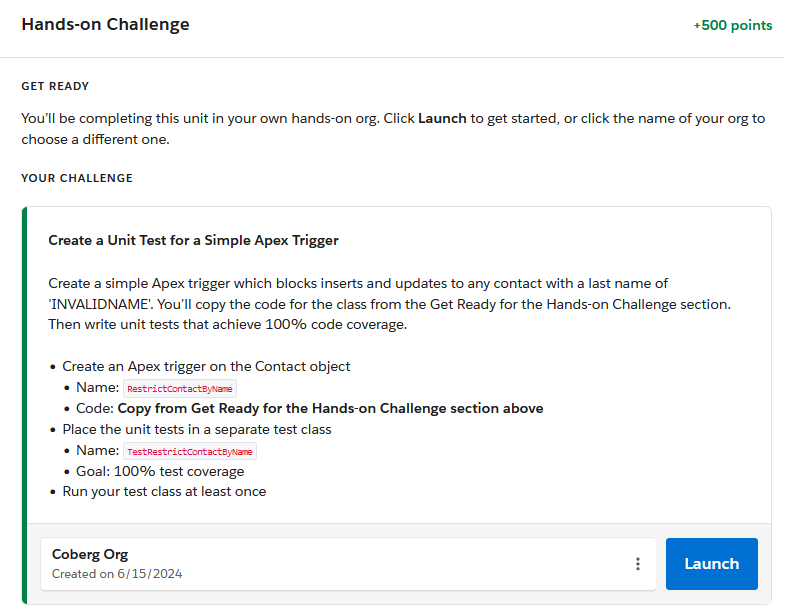 Hands-on Challenge
+500 points
GET READY
You'll be completing this unit in your own hands-on org. Click Launch to get started, or click the name of your org to
choose a different one.
YOUR CHALLENGE
Create a Unit Test for a Simple Apex Trigger
Create a simple Apex trigger which blocks inserts and updates to any contact with a last name of
'INVALIDNAME'. You'll copy the code for the class from the Get Ready for the Hands-on Challenge section.
Then write unit tests that achieve 100% code coverage.
• Create an Apex trigger on the Contact object
• Name: RestrictContactByName
• Code: Copy from Get Ready for the Hands-on Challenge section above
• Place the unit tests in a separate test class
• Name: TestRestrictContactByName
• Goal: 100% test coverage
• Run your test class at least once
Coberg Org
Created on 6/15/2024
Launch